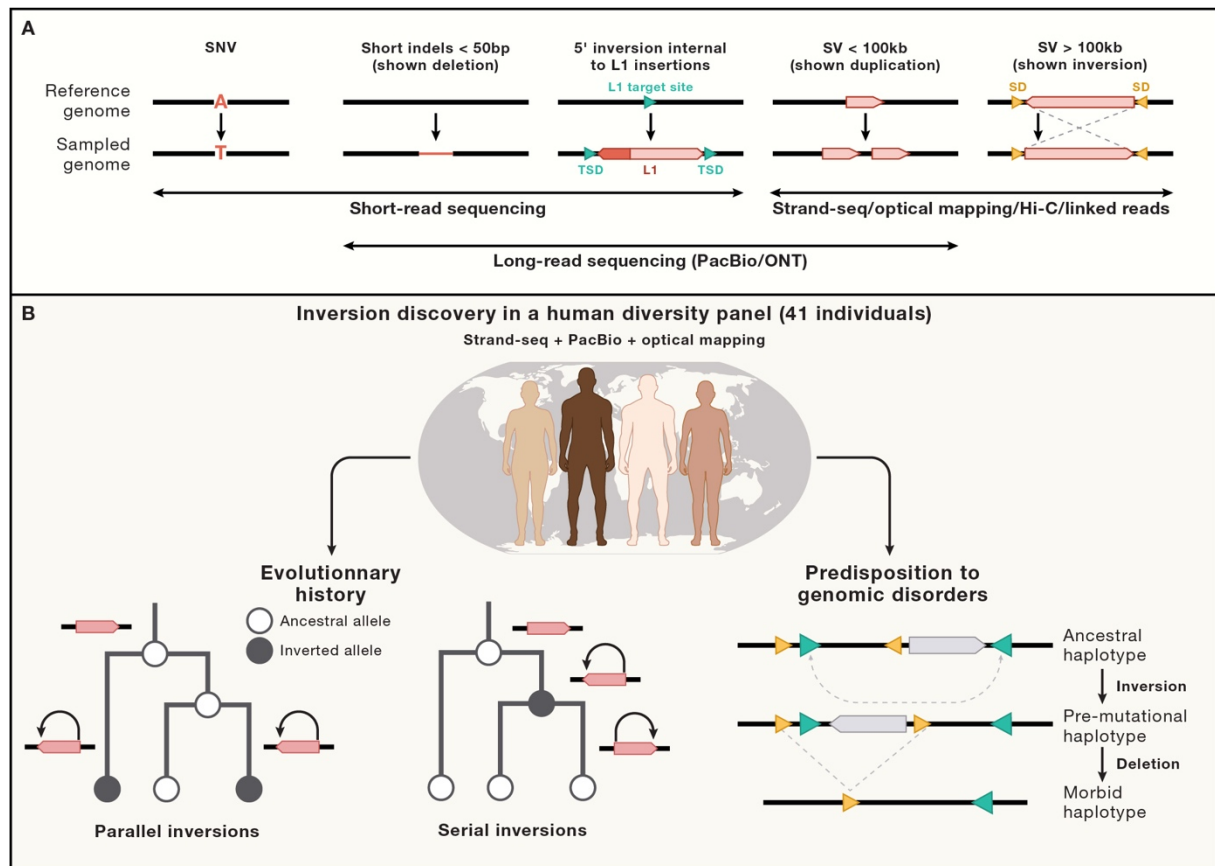 A
SNV
Short indels < 50bp
(shown deletion)
5' inversion internal
to L1 insertions
SV < 100kb
(shown duplication)
SV > 100kb
(shown inversion)
L1 target site
SD
SD
Reference
genome
A
Sampled
genome
T
TSD
L1
TSD
Short-read sequencing
Strand-seq/optical mapping/Hi-C/linked reads
Long-read sequencing (PacBio/ONT)
B
Inversion discovery in a human diversity panel (41 individuals)
Strand-seq + PacBio + optical mapping
Evolutionnary
history
Ancestral allele
Inverted allele
Parallel inversions
Serial inversions
Predisposition to
genomic disorders
Ancestral
haplotype
Inversion
Pre-mutational
haplotype
Deletion
Morbid
haplotype